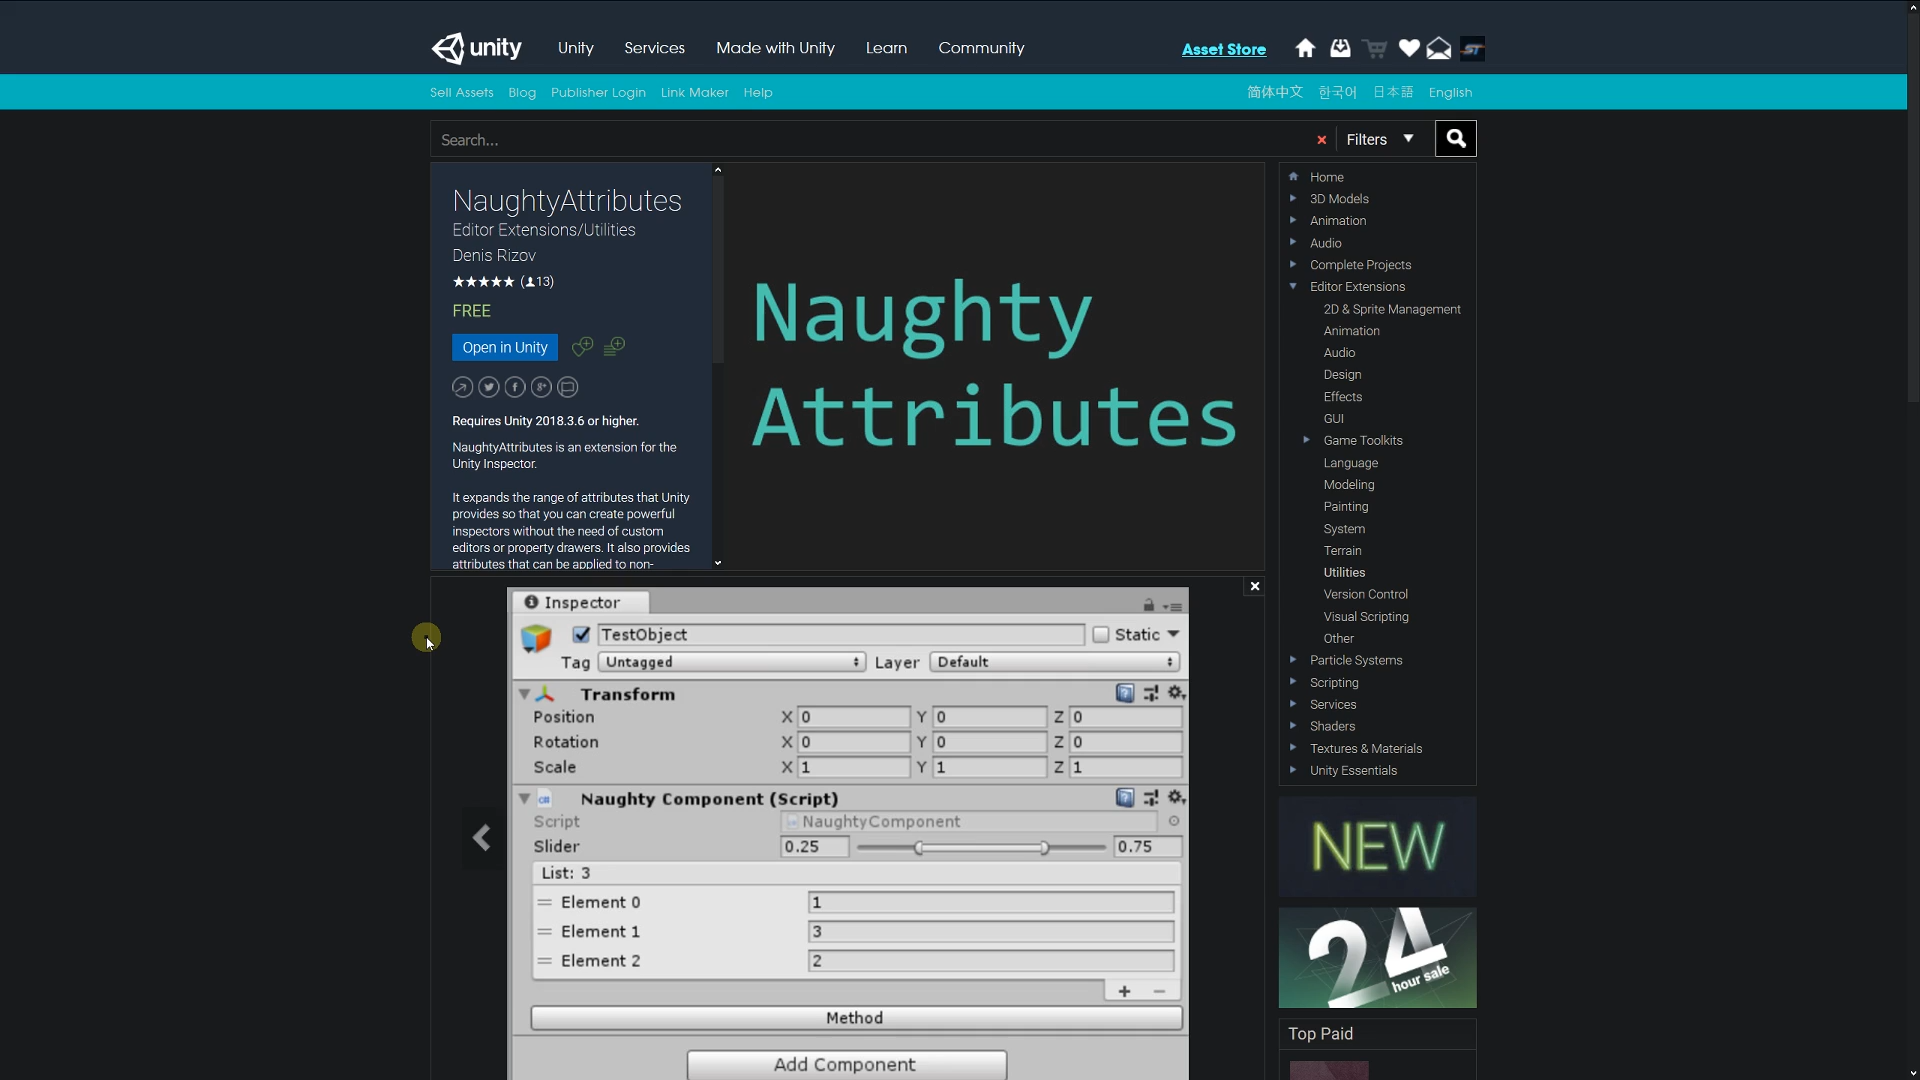 unity
Unity Services Made with Unity Learn Community
Asset Store
ST
Sell Assets Blog Publisher Login Link Maker Help
简体中文 한국어 日本語 English
Search...
Filters
NaughtyAttributes
Editor Extensions/Utilities
Denis Rizov
★★★★★ (13)
FREE
Open in Unity
Requires Unity 2018.3.6 or higher.
NaughtyAttributes is an extension for the
Unity Inspector.
It expands the range of attributes that Unity
provides so that you can create powerful
inspectors without the need of custom
editors or property drawers. It also provides
attributes that can be applied to non-
Naughty
Attributes
Home
3D Models
Animation
Audio
Complete Projects
Editor Extensions
2D & Sprite Management
Animation
Audio
Design
Effects
GUI
Game Toolkits
Language
Modeling
Painting
System
Terrain
Utilities
Version Control
Visual Scripting
Other
Particle Systems
Scripting
Services
Shaders
Textures & Materials
Unity Essentials
Inspector
TestObject Static
Tag Untagged Layer Default
Transform
Position X 0 Y 0 Z 0
Rotation X 0 Y 0 Z 0
Scale X 1 Y 1 Z 1
Naughty Component (Script)
Script NaughtyComponent
Slider 0.25 0.75
List: 3
= Element 0 1
= Element 1 3
= Element 2 2
+ −
Method
Add Component
NEW
24
hour sale
Top Paid